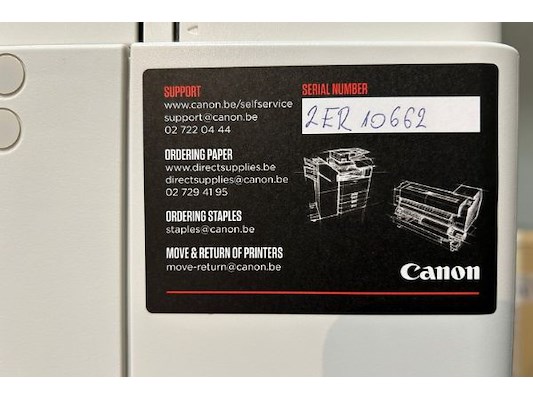 SUPPORT
www.canon.be/selfservice
support@canon.be
02 722 04 44
ORDERING PAPER
www.directsupplies.be
directsupplies@canon.be
02 729 41 95
ORDERING STAPLES
staples@canon.be
MOVE & RETURN OF PRINTERS
move-return@canon.be
SERIAL NUMBER
2ER 10662
Canon